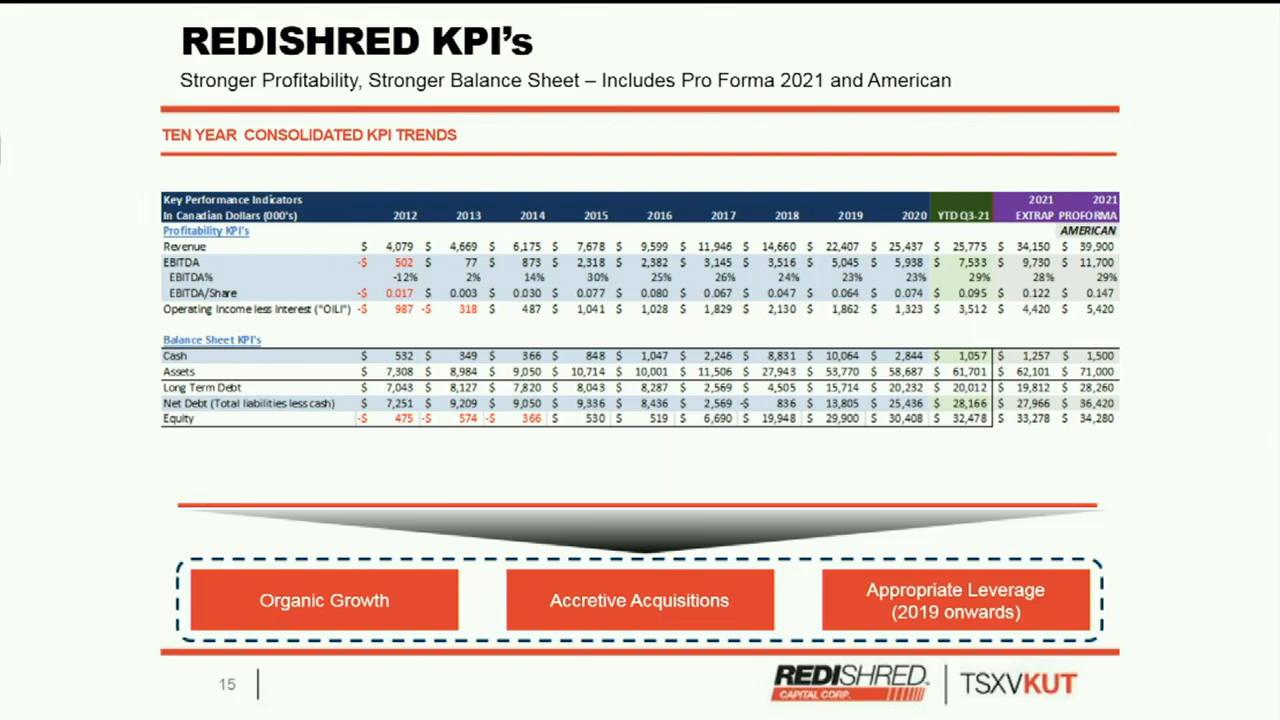 REDISHRED KPI's
Stronger Profitability, Stronger Balance Sheet – Includes Pro Forma 2021 and American
TEN YEAR CONSOLIDATED KPI TRENDS
Key Performance Indicators 2021 2021
In Canadian Dollars (000's) 2012 2013 2014 2015 2016 2017 2018 2019 2020 YTD Q3-21 EXTRAP PROFORMA
Profitability KPI's AMERICAN
Revenue $ 4,079 $ 4,669 $ 6,175 $ 7,678 $ 9,599 $ 11,946 $ 14,660 $ 22,407 $ 25,437 $ 25,775 $ 34,150 $ 39,900
EBITDA -$ 502 $ 77 $ 873 $ 2,318 $ 2,382 $ 3,145 $ 3,516 $ 5,045 $ 5,938 $ 7,533 $ 9,730 $ 11,700
EBITDA% -12% 2% 14% 30% 25% 26% 24% 23% 23% 29% 28% 29%
EBITDA/Share -$ 0.017 $ 0.003 $ 0.030 $ 0.077 $ 0.080 $ 0.067 $ 0.047 $ 0.064 $ 0.074 $ 0.095 $ 0.122 $ 0.147
Operating Income less Interest ("OILI") -$ 987 -$ 318 $ 487 $ 1,041 $ 1,028 $ 1,829 $ 2,130 $ 1,862 $ 1,323 $ 3,512 $ 4,420 $ 5,420
Balance Sheet KPI's
Cash $ 532 $ 349 $ 366 $ 848 $ 1,047 $ 2,246 $ 8,831 $ 10,064 $ 2,844 $ 1,057 $ 1,257 $ 1,500
Assets $ 7,308 $ 8,984 $ 9,050 $ 10,714 $ 10,001 $ 11,506 $ 27,943 $ 53,770 $ 58,687 $ 61,701 $ 62,101 $ 71,000
Long Term Debt $ 7,043 $ 8,127 $ 7,820 $ 8,043 $ 8,287 $ 2,569 $ 4,505 $ 15,714 $ 20,232 $ 20,012 $ 19,812 $ 28,260
Net Debt (Total liabilities less cash) $ 7,251 $ 9,209 $ 9,050 $ 9,336 $ 8,436 $ 2,569 -$ 836 $ 13,805 $ 25,436 $ 28,166 $ 27,966 $ 36,420
Equity -$ 475 -$ 574 -$ 366 $ 530 $ 519 $ 6,690 $ 19,948 $ 29,900 $ 30,408 $ 32,478 $ 33,278 $ 34,280
Organic Growth
Accretive Acquisitions
Appropriate Leverage
(2019 onwards)
15
REDISHRED
CAPITAL CORP.
TSXVKUT